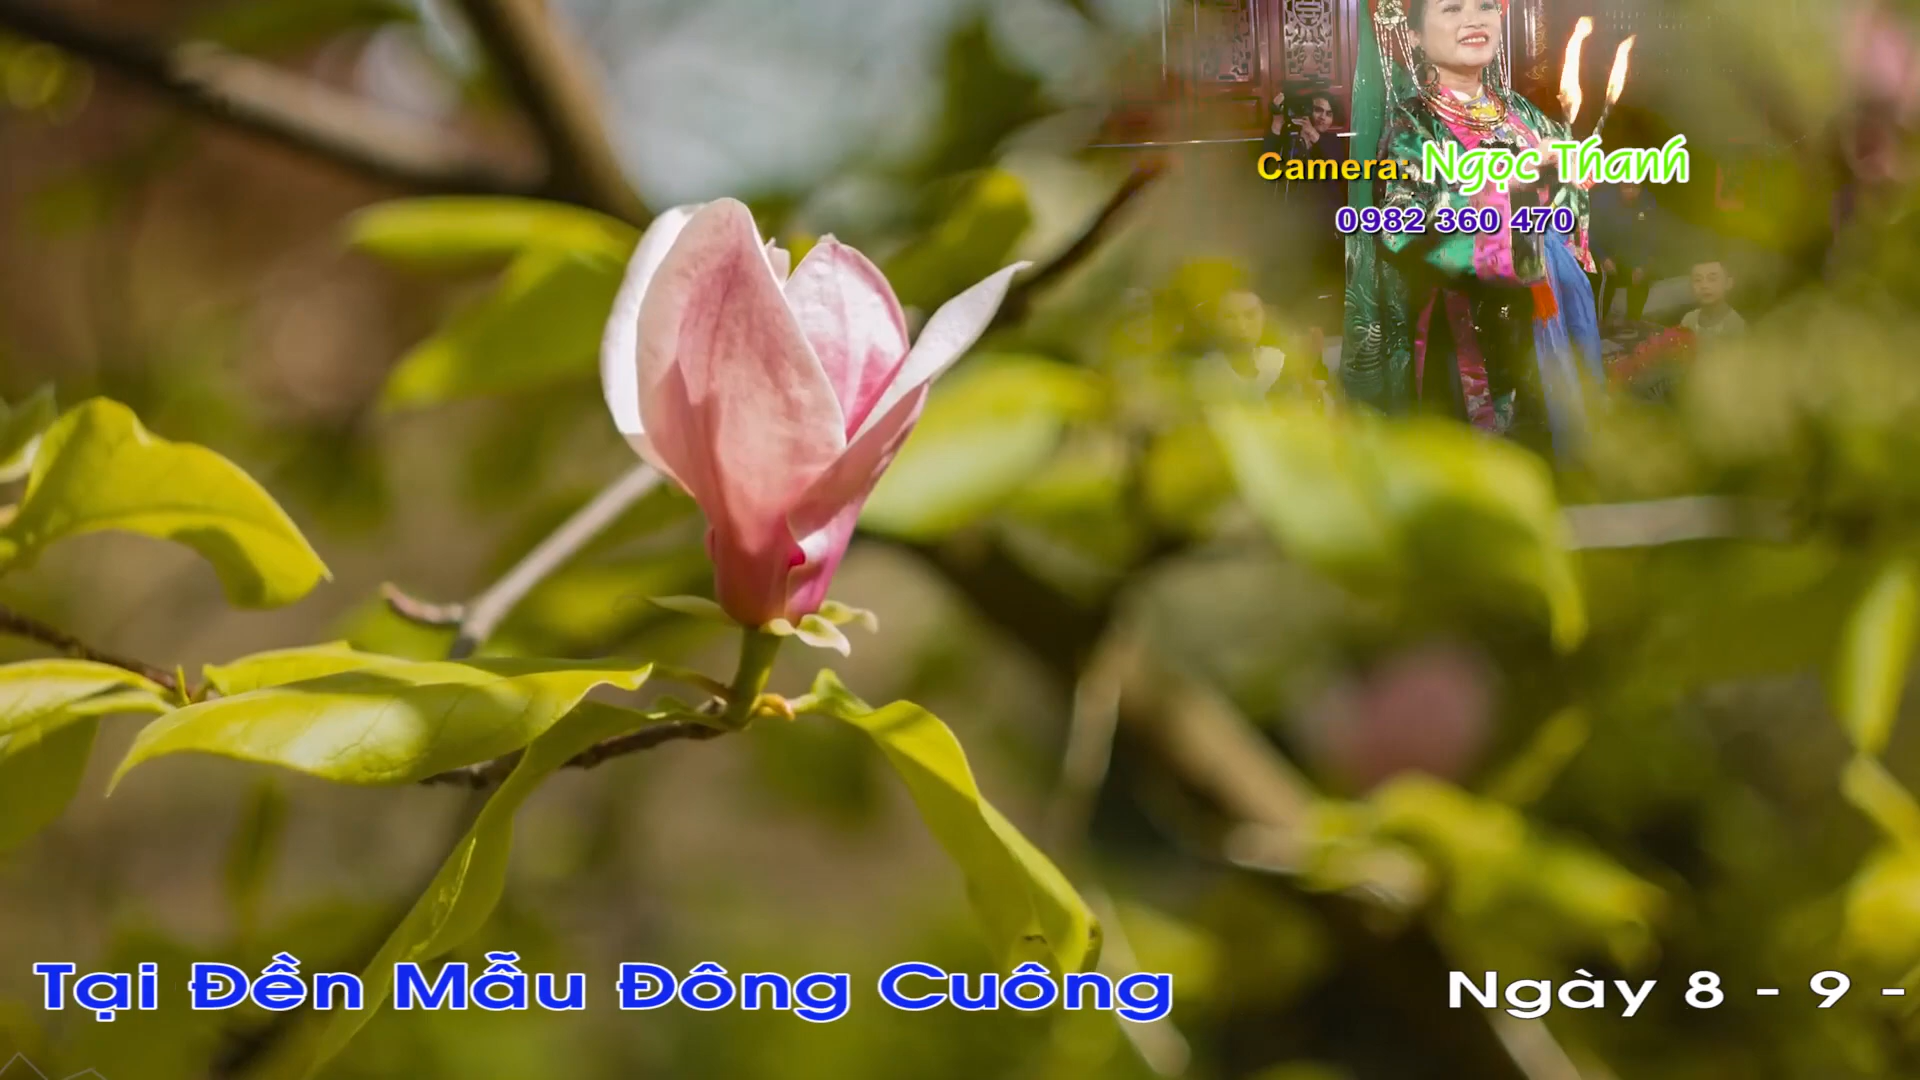 Camera: Ngọc Thanh
0982 360 470
Tại Đền Mẫu Đông Cuông Ngày 8 - 9 -